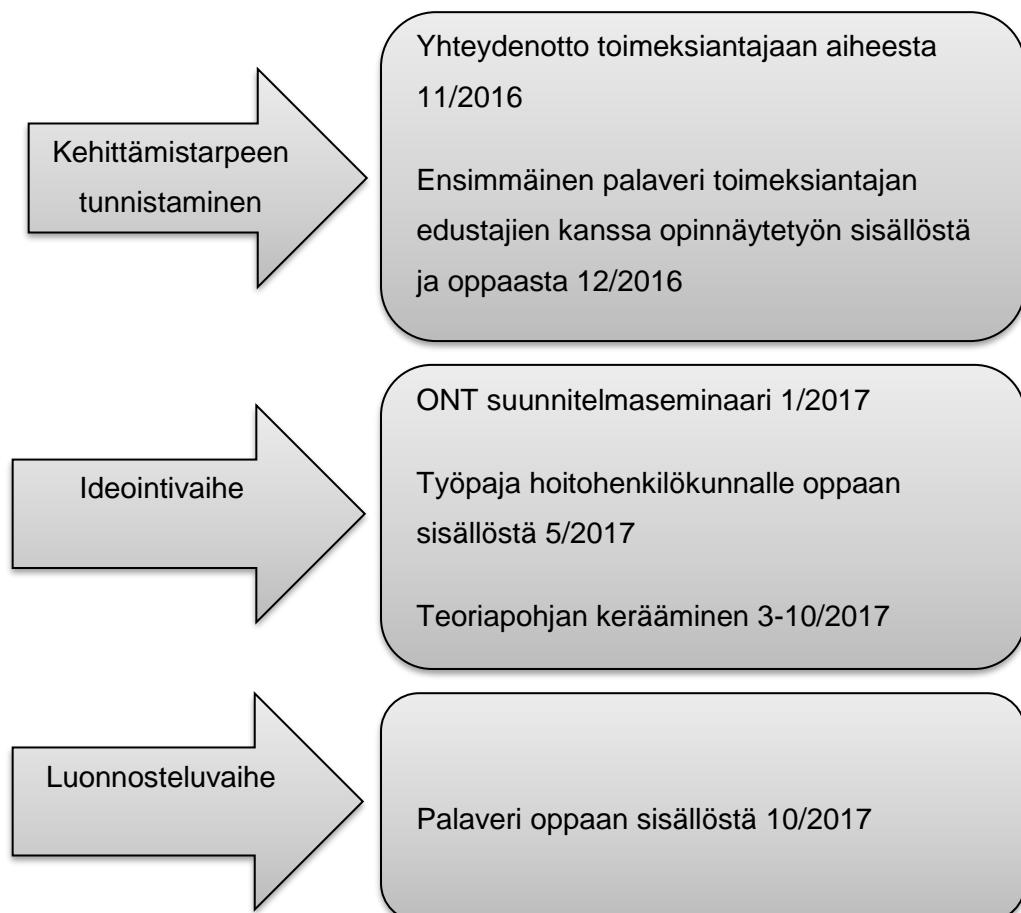 Kehittämistarpeen
tunnistaminen
Yhteydenotto toimeksiantajaan aiheesta
11/2016
Ensimmäinen palaveri toimeksiantajan
edustajien kanssa opinnäytetyön sisällöstä
ja oppaasta 12/2016
Ideointivaihe
ONT suunnitelmaseminaari 1/2017
Työpaja hoitohenkilökunnalle oppaan
sisällöstä 5/2017
Teoriapohjan kerääminen 3-10/2017
Luonnosteluvaihe
Palaveri oppaan sisällöstä 10/2017